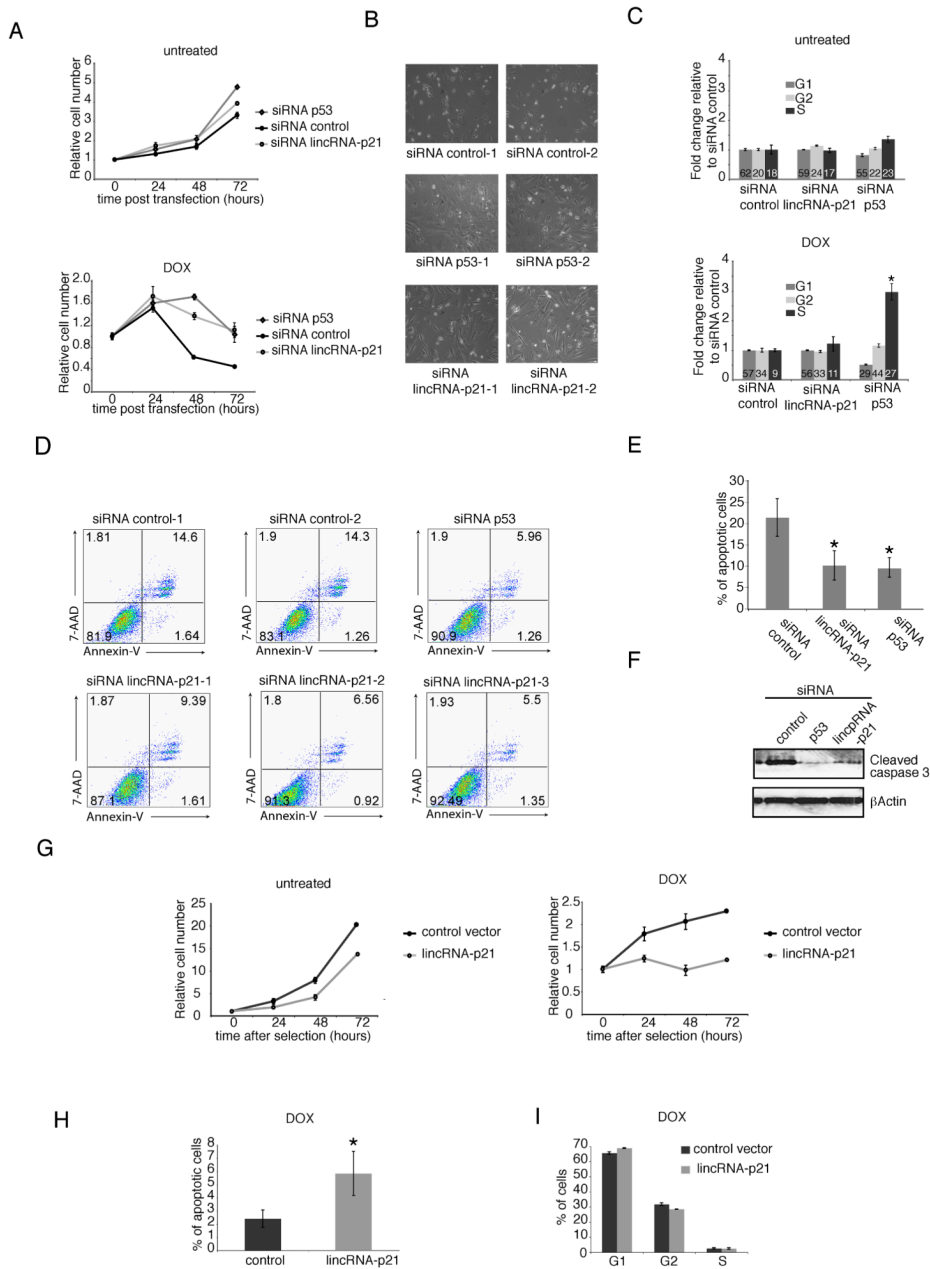 A
untreated
Relative cell number
6
5
4
3
2
1
0
0 24 48 72
time post transfection (hours)
siRNA p53
siRNA control
siRNA lincRNA-p21
DOX
Relative cell number
2.0
1.6
1.2
0.8
0.4
0
0 24 48 72
time post transfection (hours)
siRNA p53
siRNA control
siRNA lincRNA-p21
B
siRNA control-1
siRNA control-2
siRNA p53-1
siRNA p53-2
siRNA
lincRNA-p21-1
siRNA
lincRNA-p21-2
C
untreated
Fold change relative
to siRNA control
4
3
2
1
0
G1
G2
S
62 20 18
59 24 17
55 22 23
siRNA
control
siRNA
lincRNA-p21
siRNA
p53
DOX
Fold change relative
to siRNA control
4
3
2
1
0
G1
G2
S
*
57 34 9
56 33 11
29 44 27
siRNA
control
siRNA
lincRNA-p21
siRNA
p53
D
siRNA control-1
1.81 14.6
81.9 1.64
7-AAD
Annexin-V
siRNA control-2
1.9 14.3
83.1 1.26
7-AAD
Annexin-V
siRNA p53
1.9 5.96
90.9 1.26
7-AAD
Annexin-V
siRNA lincRNA-p21-1
1.87 9.39
87.1 1.61
7-AAD
Annexin-V
siRNA lincRNA-p21-2
1.8 6.56
91.3 0.92
7-AAD
Annexin-V
siRNA lincRNA-p21-3
1.93 5.5
92.49 1.35
7-AAD
Annexin-V
E
% of apoptotic cells
30
25
20
15
10
5
0
* *
siRNA
control
siRNA
lincRNA-p21
siRNA
p53
F
siRNA
control
p53
lincpRNA
-p21
Cleaved
caspase 3
βActin
G
untreated
Relative cell number
25
20
15
10
5
0
0 24 48 72
time after selection (hours)
control vector
lincRNA-p21
DOX
Relative cell number
2.5
2
1.5
1
0.5
0
0 24 48 72
time after selection (hours)
control vector
lincRNA-p21
H
DOX
% of apoptotic cells
8
7
6
5
4
3
2
1
0
*
control
lincRNA-p21
I
DOX
% of cells
70
60
50
40
30
20
10
0
G1 G2 S
control vector
lincRNA-p21